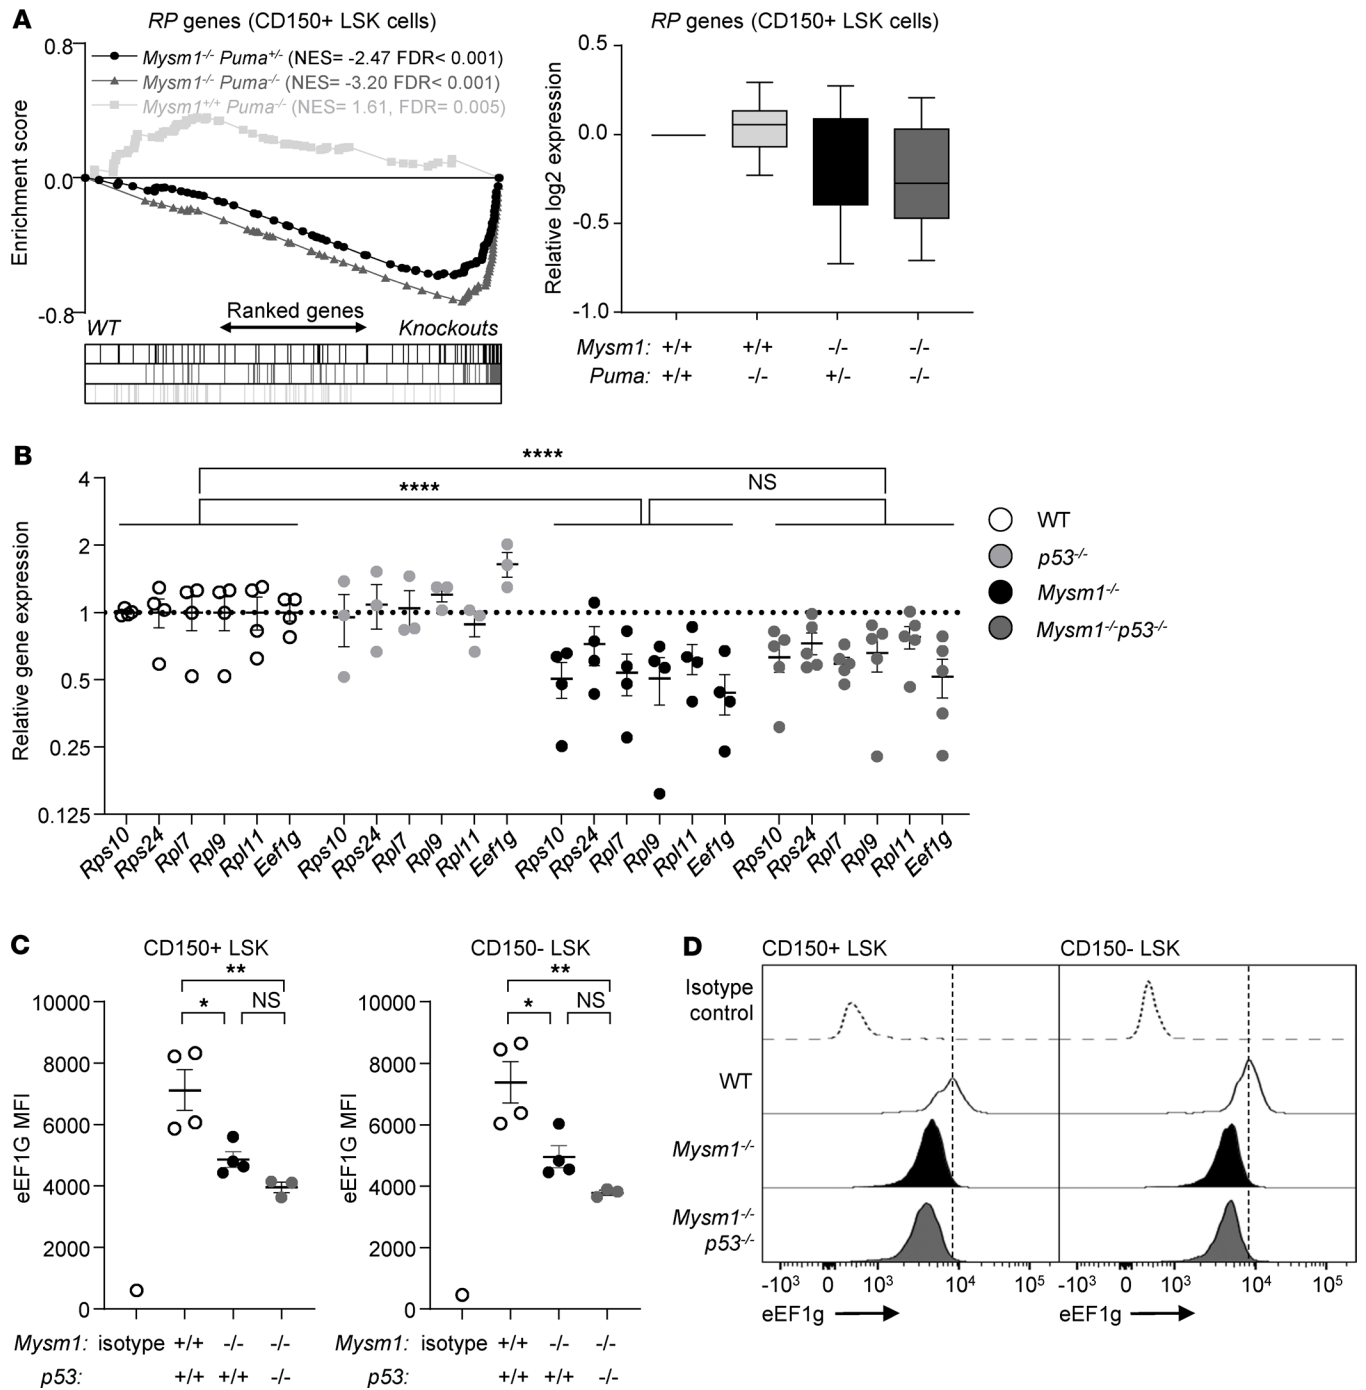 A
RP genes (CD150+ LSK cells)
Enrichment score
0.8
0.0
-0.8
Mysm1-/- Puma+/- (NES= -2.47 FDR< 0.001)
Mysm1-/- Puma-/- (NES= -3.20 FDR< 0.001)
Mysm1+/+ Puma-/- (NES= 1.61, FDR= 0.005)
Ranked genes
WT
Knockouts
RP genes (CD150+ LSK cells)
Relative log2 expression
0.5
0.0
-0.5
-1.0
Mysm1: +/+ +/+ -/- -/-
Puma: +/+ -/- +/- -/-
B
Relative gene expression
4
2
1
0.5
0.25
0.125
****
****
NS
Rps10 Rps24 Rpl7 Rpl9 Rpl11 Eef1g Rps10 Rps24 Rpl7 Rpl9 Rpl11 Eef1g Rps10 Rps24 Rpl7 Rpl9 Rpl11 Eef1g Rps10 Rps24 Rpl7 Rpl9 Rpl11 Eef1g
WT
p53-/-
Mysm1-/-
Mysm1-/-p53-/-
C
CD150+ LSK
eEF1G MFI
10000
8000
6000
4000
2000
0
**
* NS
Mysm1: isotype +/+ -/- -/-
p53: +/+ +/+ -/-
CD150- LSK
eEF1G MFI
10000
8000
6000
4000
2000
0
**
* NS
Mysm1: isotype +/+ -/- -/-
p53: +/+ +/+ -/-
D
CD150+ LSK CD150- LSK
Isotype
control
WT
Mysm1-/-
Mysm1-/-
p53-/-
-10³ 0 10³ 10⁴ 10⁵ -10³ 0 10³ 10⁴ 10⁵
eEF1g eEF1g